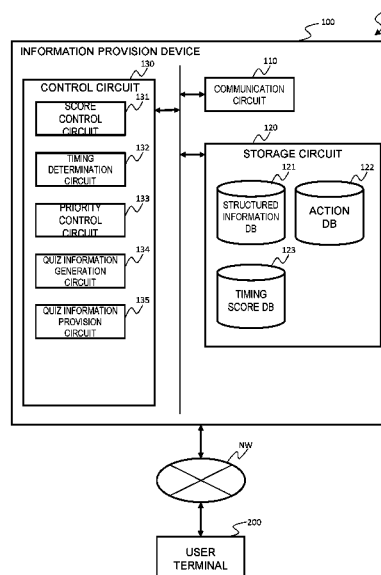 100
INFORMATION PROVISION DEVICE
130
CONTROL CIRCUIT
131
SCORE
CONTROL
CIRCUIT
132
TIMING
DETERMINATION
CIRCUIT
133
PRIORITY
CONTROL
CIRCUIT
134
QUIZ INFORMATION
GENERATION
CIRCUIT
135
QUIZ INFORMATION
PROVISION
CIRCUIT
110
COMMUNICATION
CIRCUIT
120
STORAGE CIRCUIT
121
STRUCTURED
INFORMATION
DB
122
ACTION
DB
123
TIMING
SCORE DB
NW
200
USER
TERMINAL